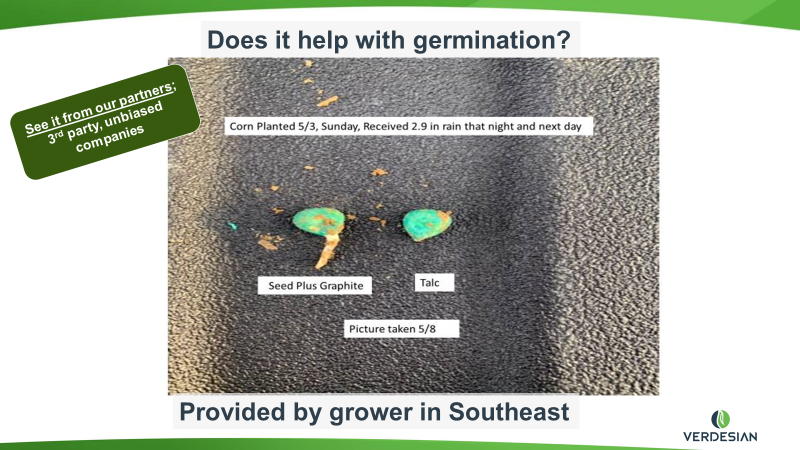 Does it help with germination?
See it from our partners;
3rd party, unbiased
companies
Corn Planted 5/3, Sunday, Received 2.9 in rain that night and next day
Seed Plus Graphite
Talc
Picture taken 5/8
Provided by grower in Southeast
VERDESIAN